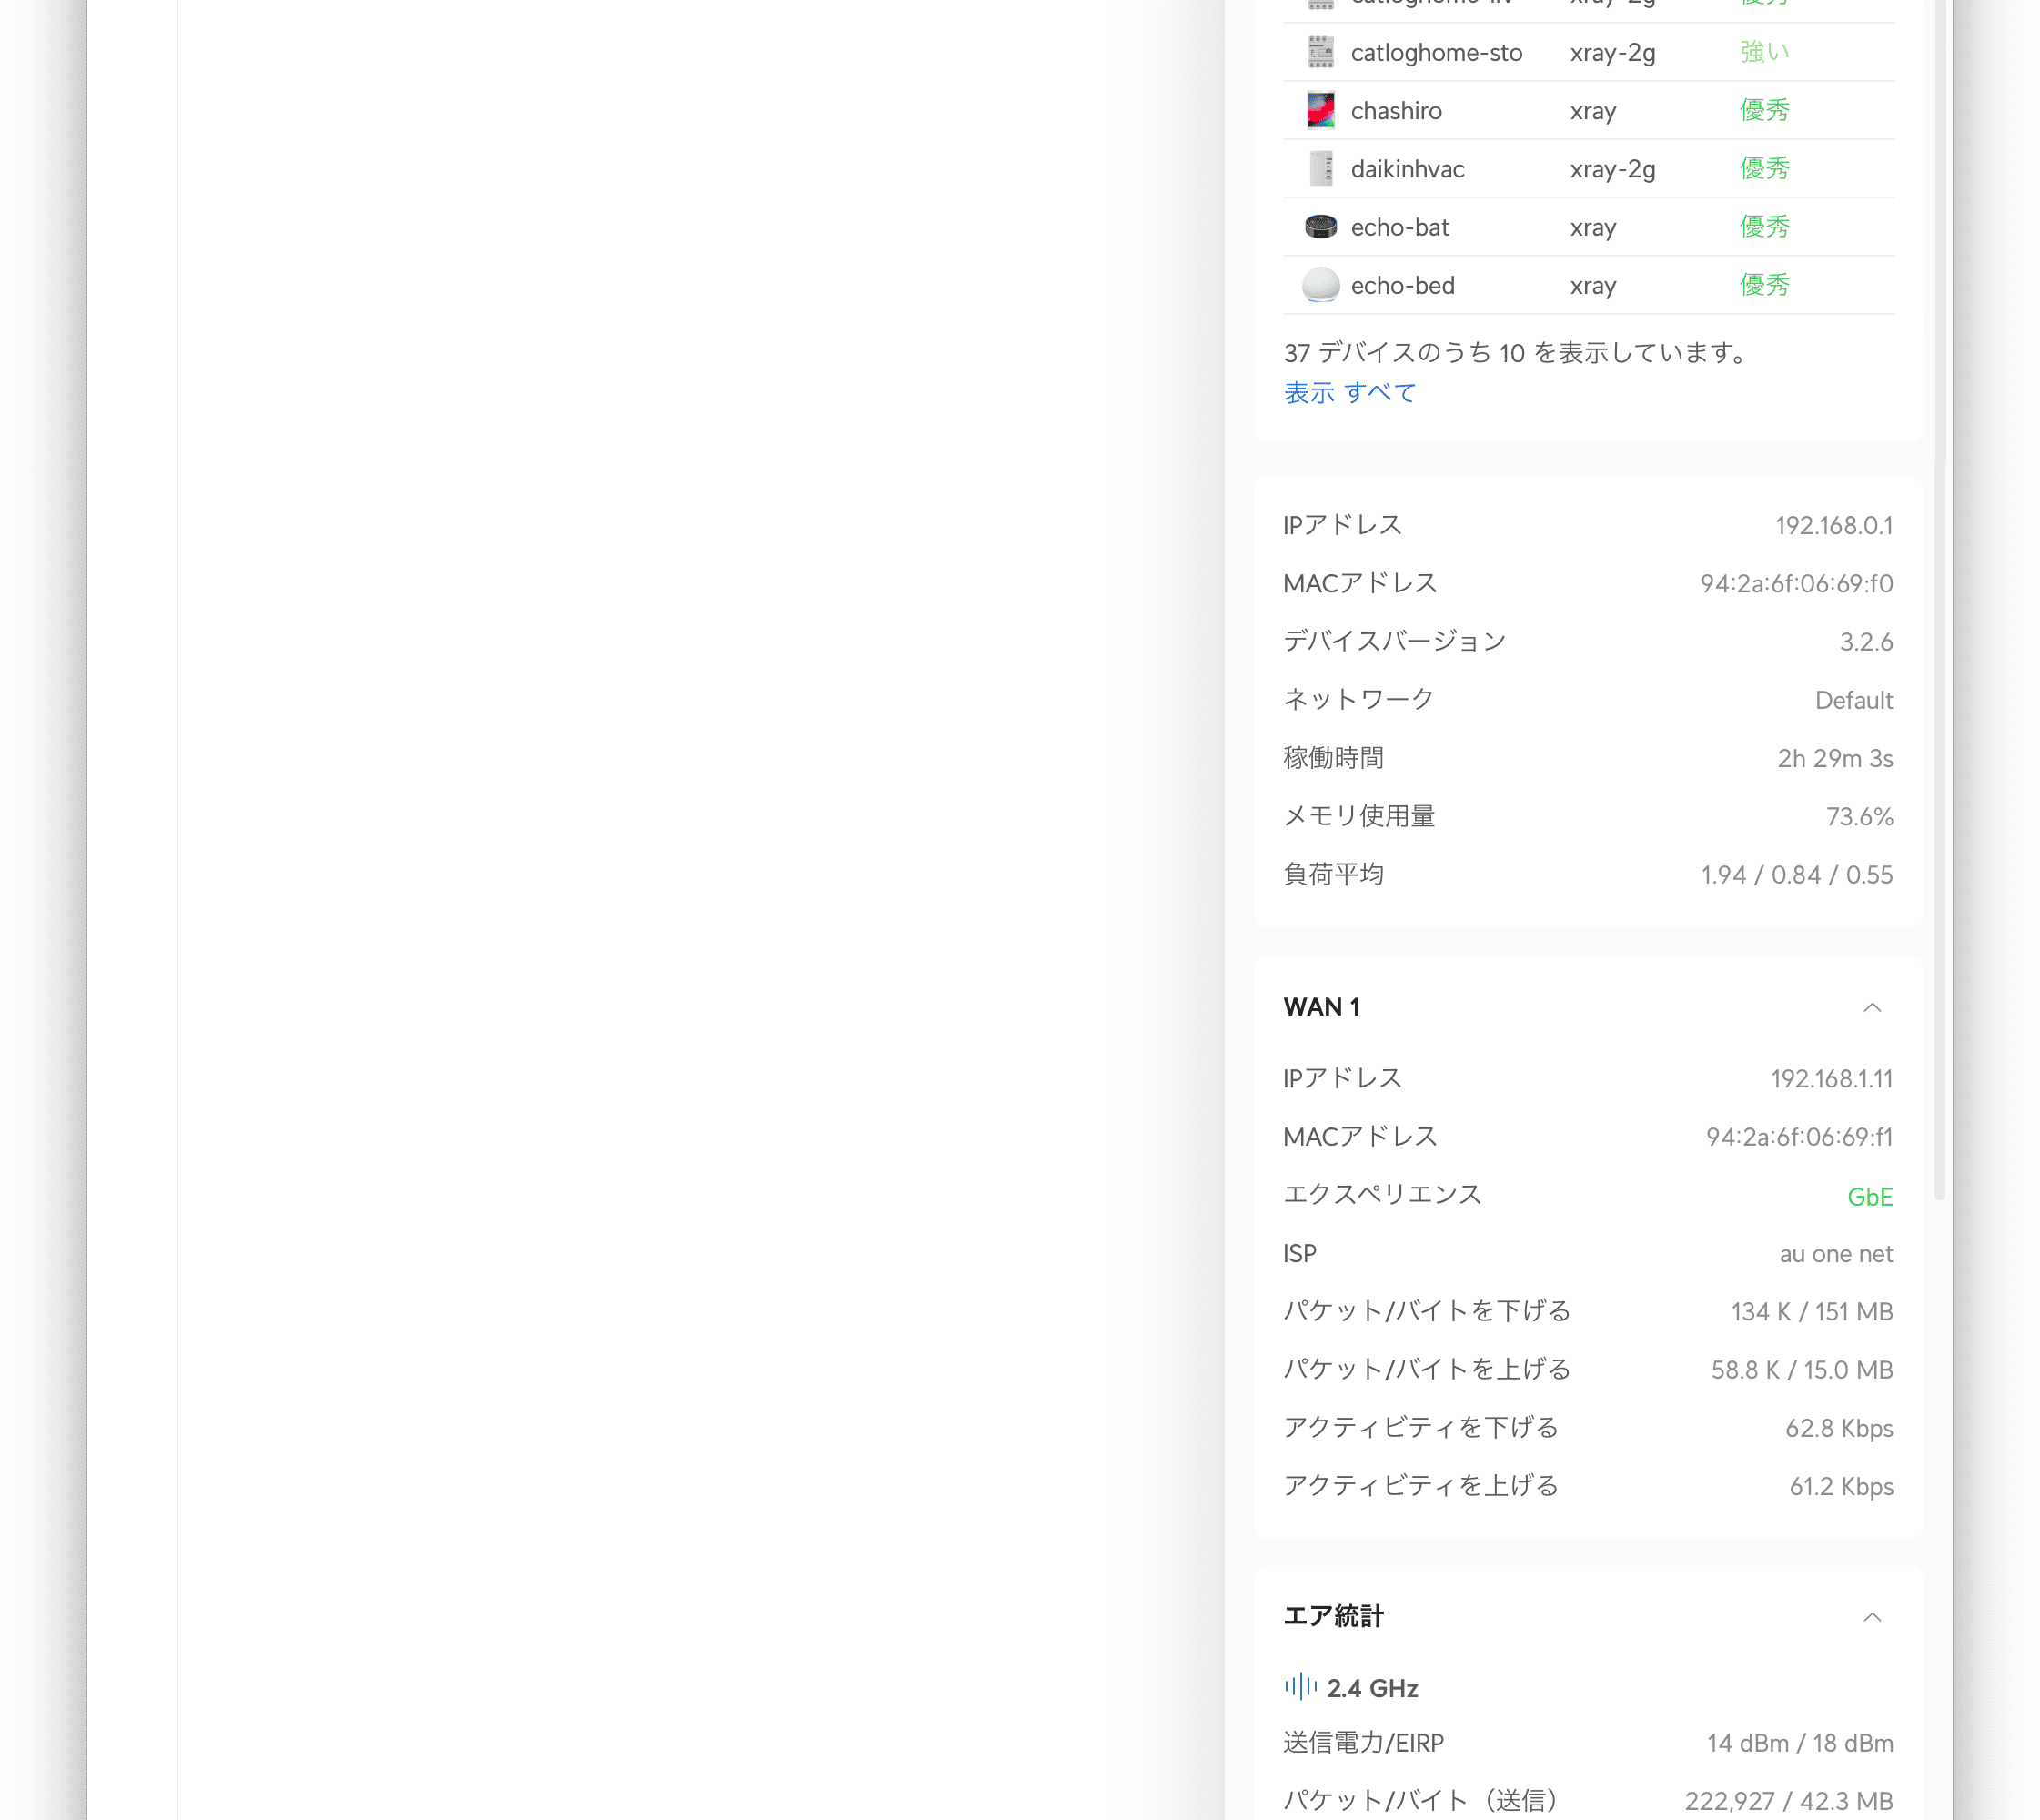 catloghome-sto xray-2g 強い
chashiro xray 優秀
daikinhvac xray-2g 優秀
echo-bat xray 優秀
echo-bed xray 優秀
37 デバイスのうち 10 を表示しています。
表示 すべて
IPアドレス 192.168.0.1
MACアドレス 94:2a:6f:06:69:f0
デバイスバージョン 3.2.6
ネットワーク Default
稼働時間 2h 29m 3s
メモリ使用量 73.6%
負荷平均 1.94 / 0.84 / 0.55
WAN 1
IPアドレス 192.168.1.11
MACアドレス 94:2a:6f:06:69:f1
エクスペリエンス GbE
ISP au one net
パケット/バイトを下げる 134 K / 151 MB
パケット/バイトを上げる 58.8 K / 15.0 MB
アクティビティを下げる 62.8 Kbps
アクティビティを上げる 61.2 Kbps
エア統計
2.4 GHz
送信電力/EIRP 14 dBm / 18 dBm
パケット/バイト（送信） 222,927 / 42.3 MB